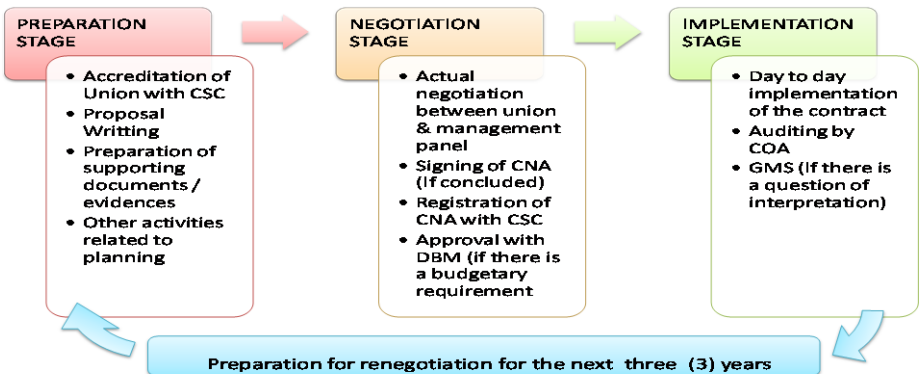 PREPARATION
STAGE
• Accreditation of
Union with CSC
• Proposal
Writting
• Preparation of
supporting
documents /
evidences
• Other activities
related to
planning
NEGOTIATION
STAGE
• Actual
negotiation
between union
& management
panel
• Signing of CNA
(If concluded)
• Registration of
CNA with CSC
• Approval with
DBM (if there is
a budgetary
requirement
IMPLEMENTATION
STAGE
• Day to day
implementation
of the contract
• Auditing by
COA
• GMS (If there is
a question of
interpretation)
Preparation for renegotiation for the next three (3) years